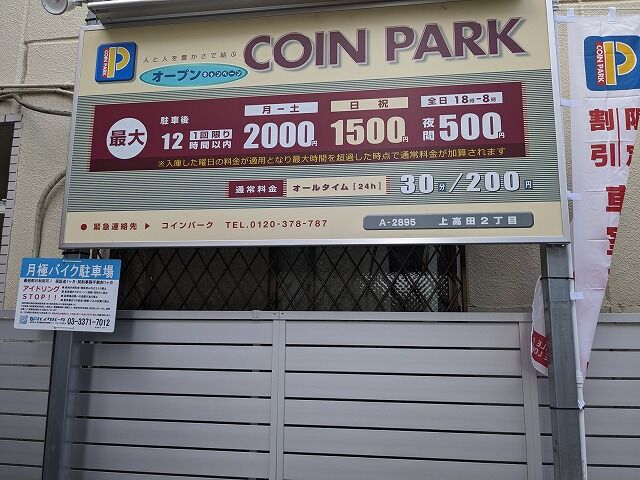 COIN PARK
人と人を豊かさで結ぶ
オープンキャンペーン
COIN PARK
最大
駐車後
12時間以内
1回限り
月－土
2000円
日 祝
1500円
全日 18時-8時
夜間 500円
※入庫した曜日の料金が適用となり最大時間を超過した時点で通常料金が加算されます
通常料金 オールタイム [24h] 30分/200円
● 緊急連絡先 ▶ コインパーク TEL.0120-378-787
A-2895 上高田2丁目
月極バイク駐車場
アイドリング
STOP!!
03-3371-7012
COIN PARK
割引